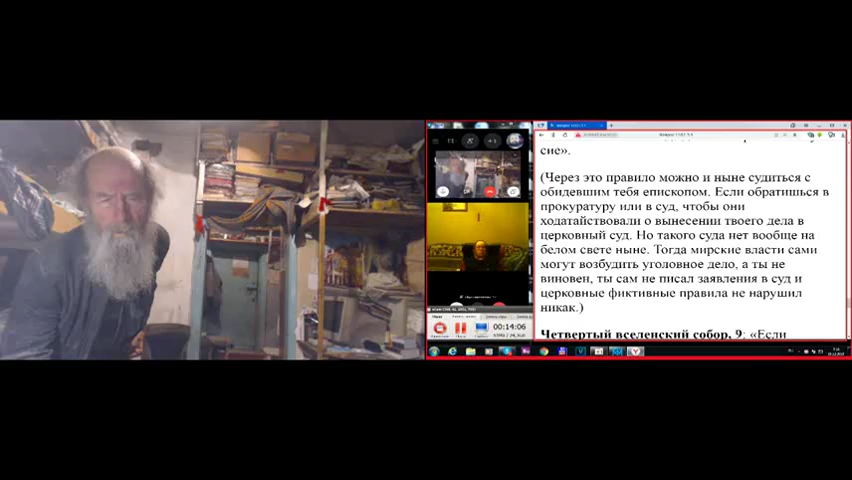 сие».
(Через это правило можно и ныне судиться с
обидевшим тебя епископом. Если обратишься в
прокуратуру или в суд, чтобы они
ходатайствовали о вынесении твоего дела в
церковный суд. Но такого суда нет вообще на
белом свете ныне. Тогда мирские власти сами
могут возбудить уголовное дело, а ты не
виновен, ты сам не писал заявления в суд и
церковные фиктивные правила не нарушил
никак.)
Четвертый вселенский собор, 9: «Если
00:14:06